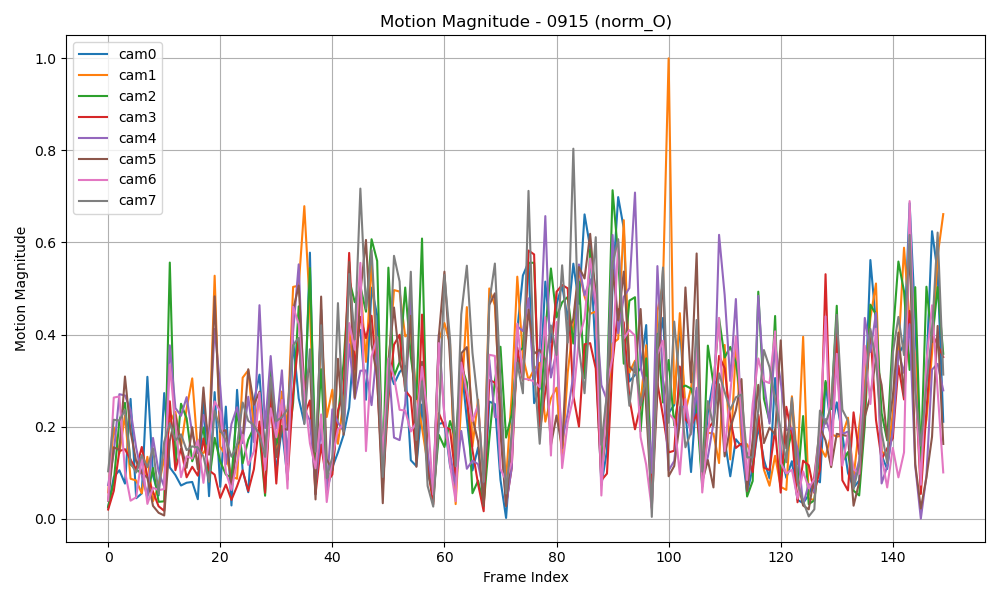 Motion Magnitude - 0915 (norm_O)
cam0
cam1
cam2
cam3
cam4
cam5
cam6
cam7
Motion Magnitude
1.0
0.8
0.6
0.4
0.2
0.0
0 20 40 60 80 100 120 140
Frame Index